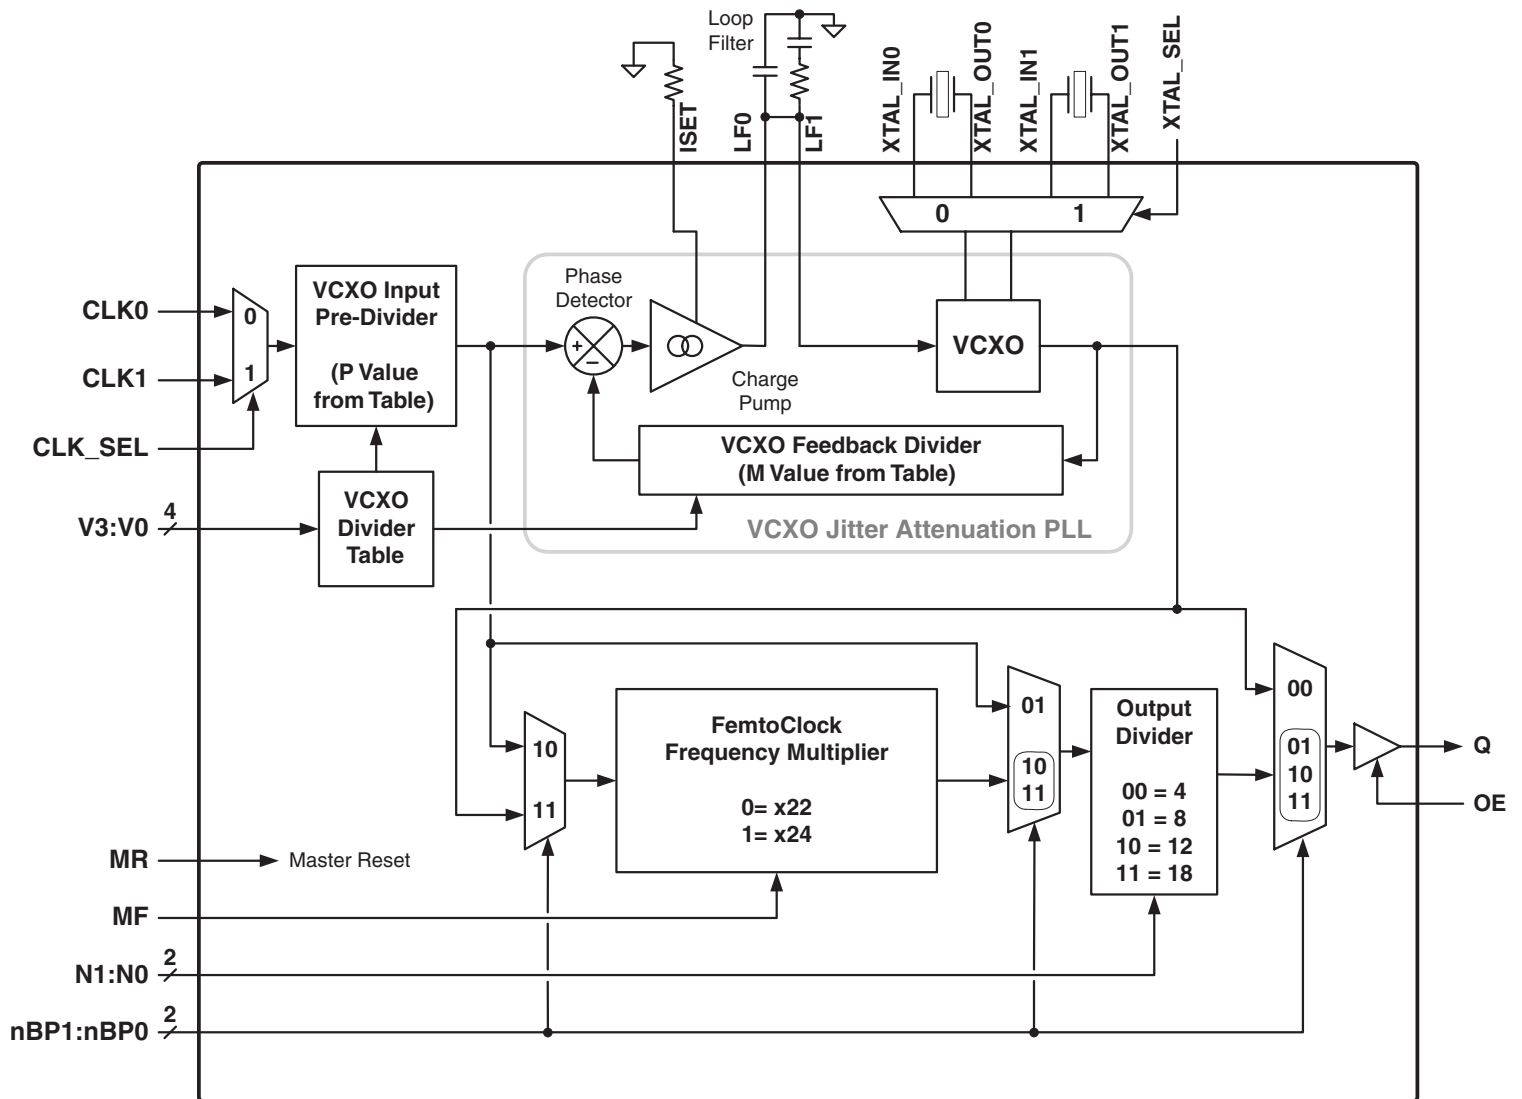 Loop
Filter
ISET
LF0
LF1
XTAL_IN0
XTAL_OUT0
XTAL_IN1
XTAL_OUT1
XTAL_SEL
0
1
CLK0
CLK1
CLK_SEL
V3:V0
4
0
1
VCXO Input
Pre-Divider
(P Value
from Table)
VCXO
Divider
Table
Phase
Detector
+
–
Charge
Pump
VCXO
VCXO Feedback Divider
(M Value from Table)
VCXO Jitter Attenuation PLL
10
11
FemtoClock
Frequency Multiplier
0= x22
1= x24
01
10
11
Output
Divider
00 = 4
01 = 8
10 = 12
11 = 18
00
01
10
11
Q
OE
MR
Master Reset
MF
N1:N0
2
nBP1:nBP0
2